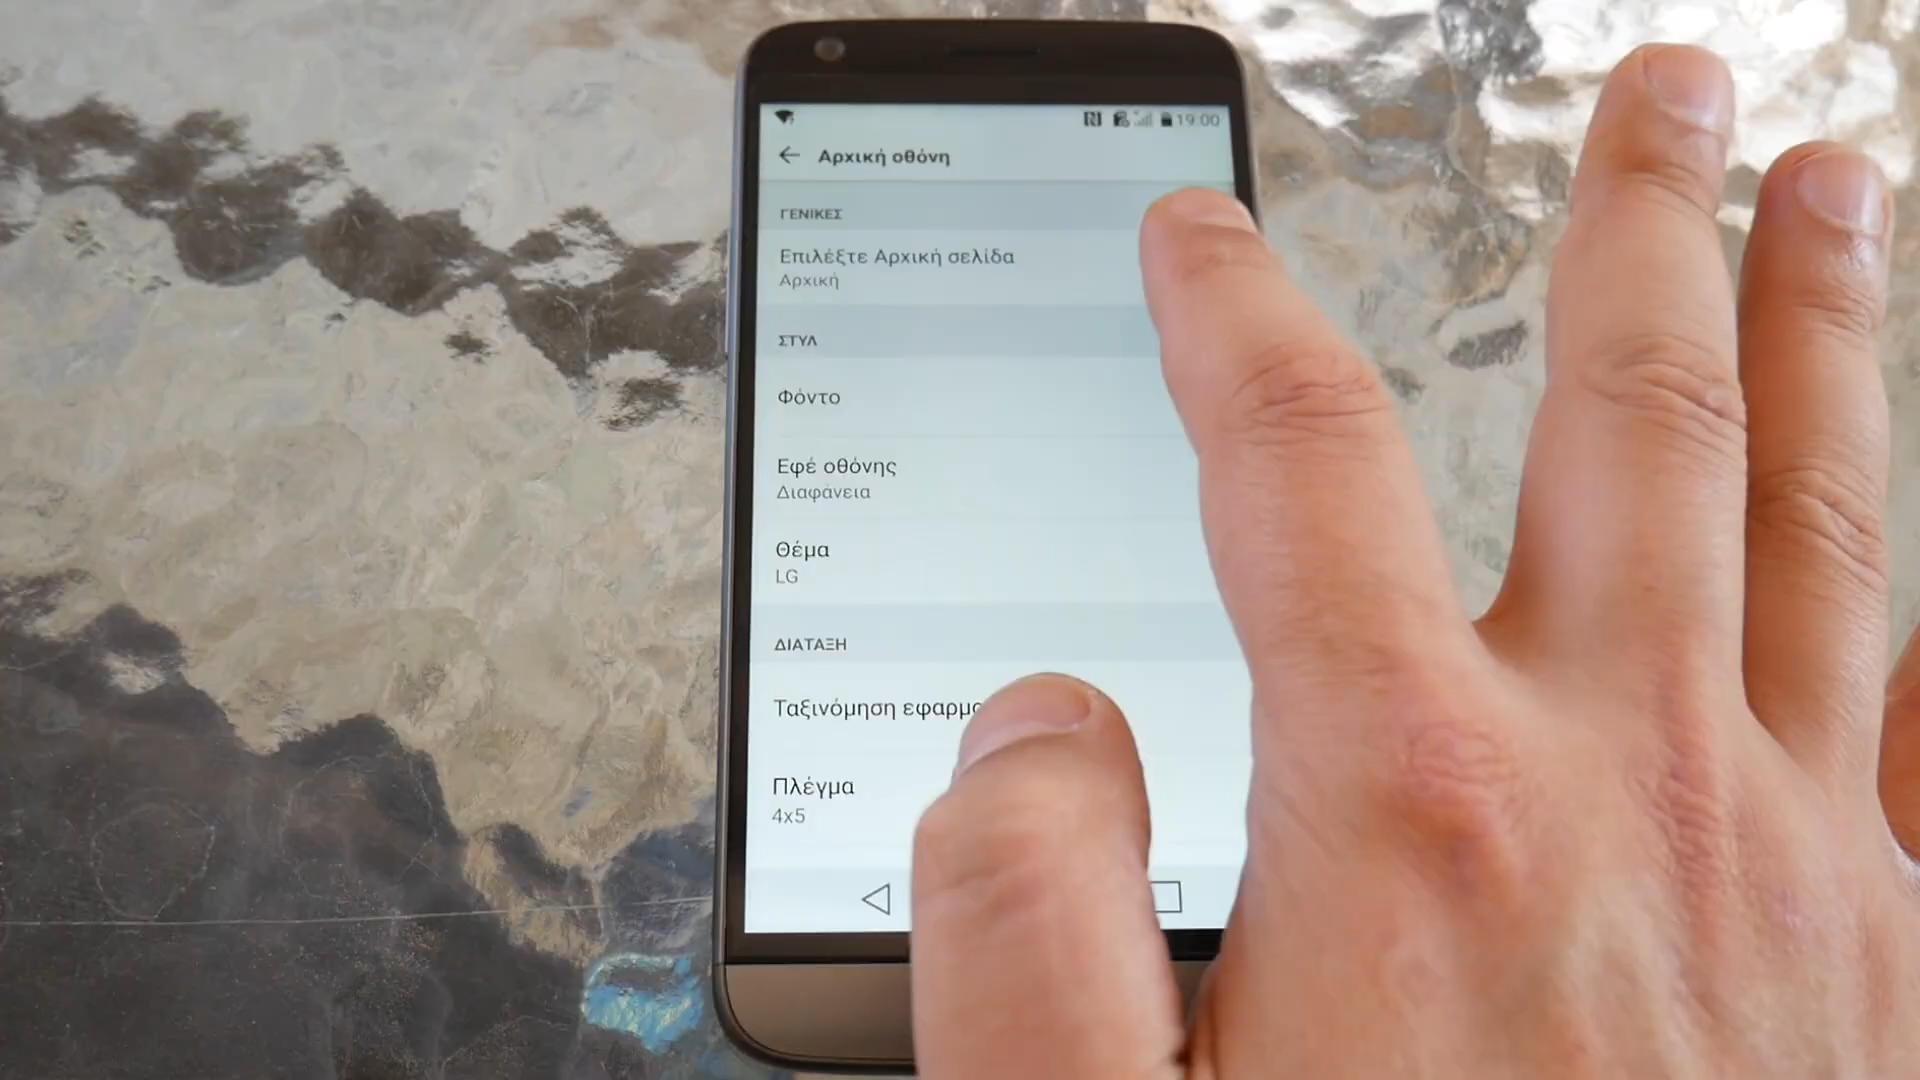 19:00
Αρχική οθόνη
ΓΕΝΙΚΕΣ
Επιλέξτε Αρχική σελίδα
Αρχική
ΣΤΥΛ
Φόντο
Εφέ οθόνης
Διαφάνεια
Θέμα
LG
ΔΙΑΤΑΞΗ
Ταξινόμηση
Πλέγμα
4x5